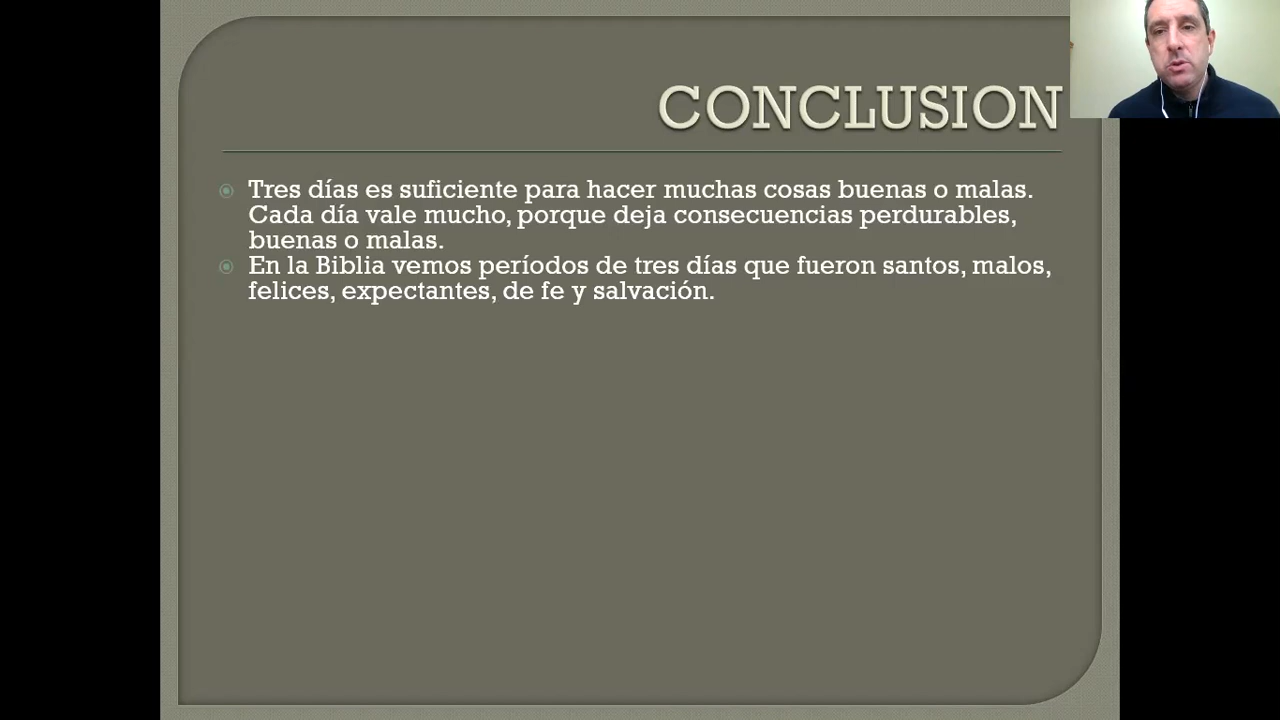 CONCLUSION
Tres días es suficiente para hacer muchas cosas buenas o malas.
Cada día vale mucho, porque deja consecuencias perdurables,
buenas o malas.
En la Biblia vemos períodos de tres días que fueron santos, malos,
felices, expectantes, de fe y salvación.